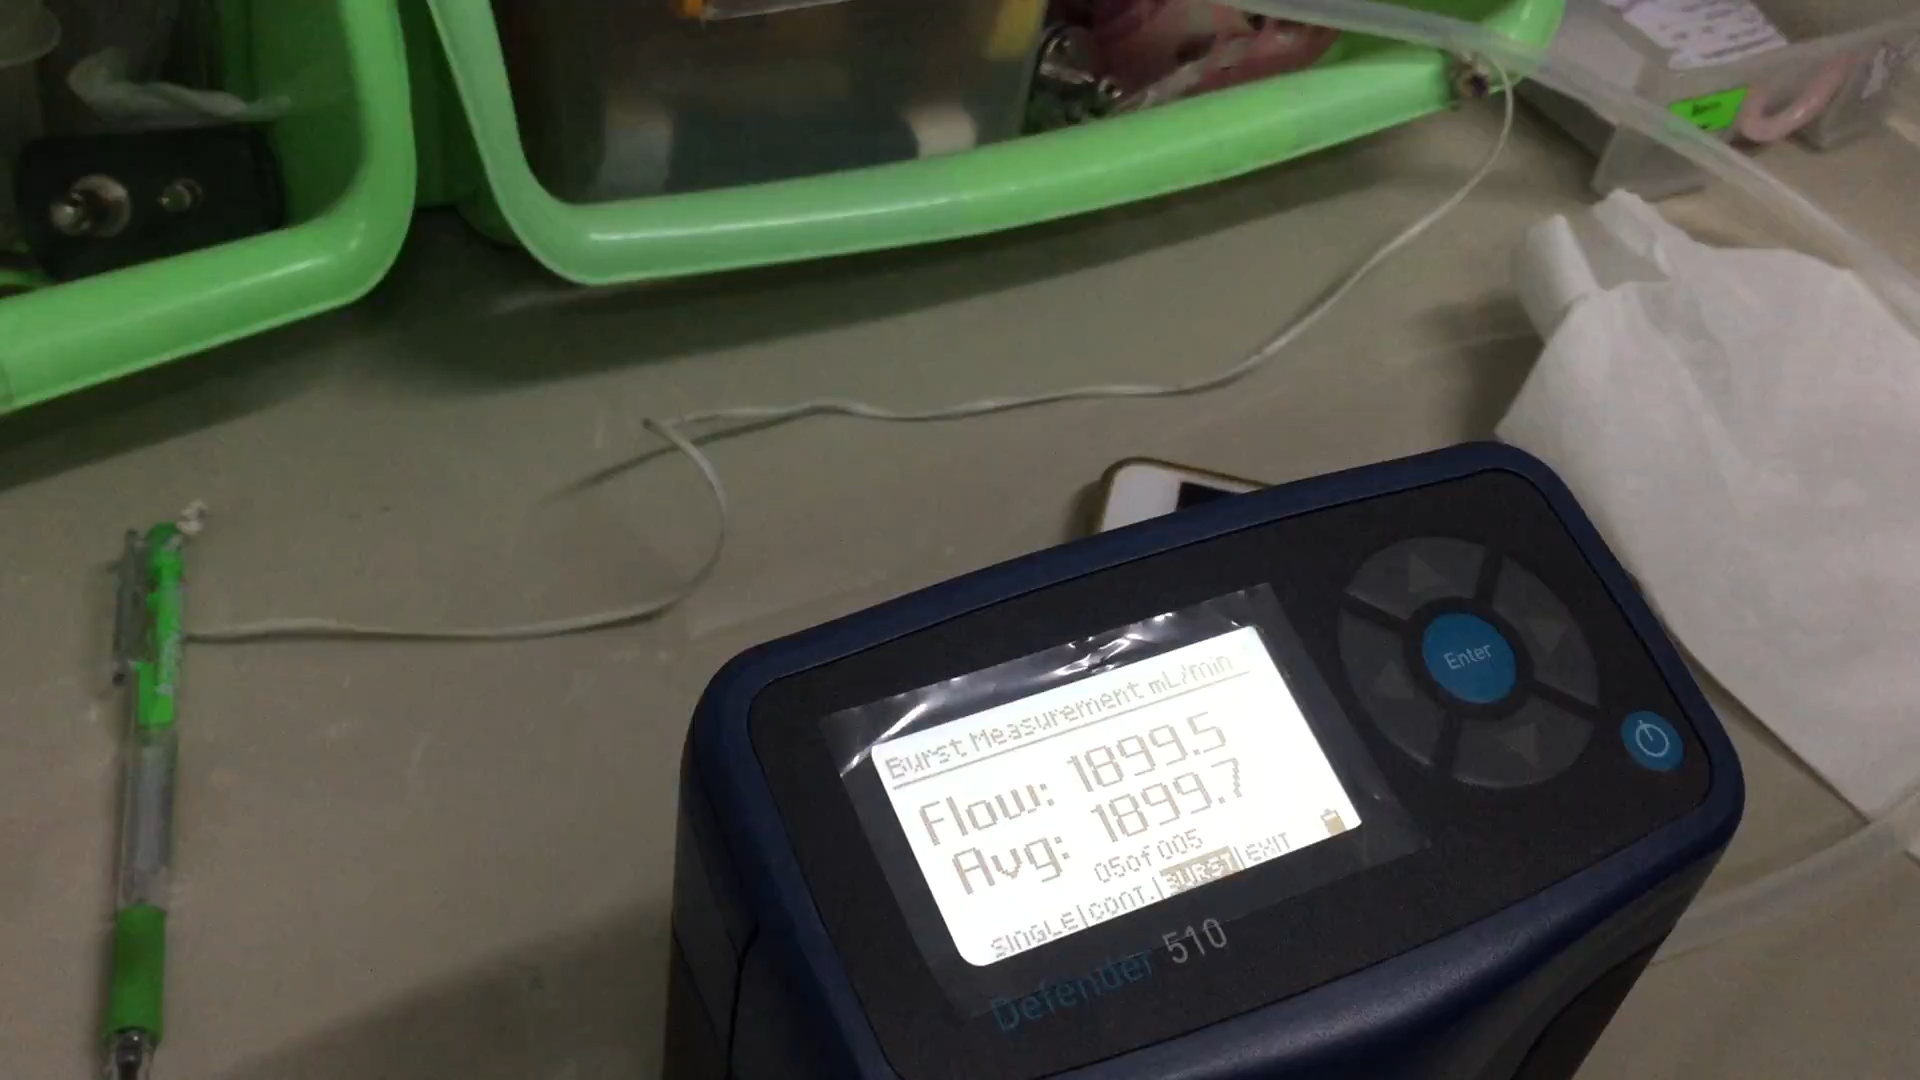 Burst Measurement mL/min
Flow: 1899.5
Avg: 1899.7
05of005
SINGLE|CONT.|BURST|EXIT
Defender 510
Enter